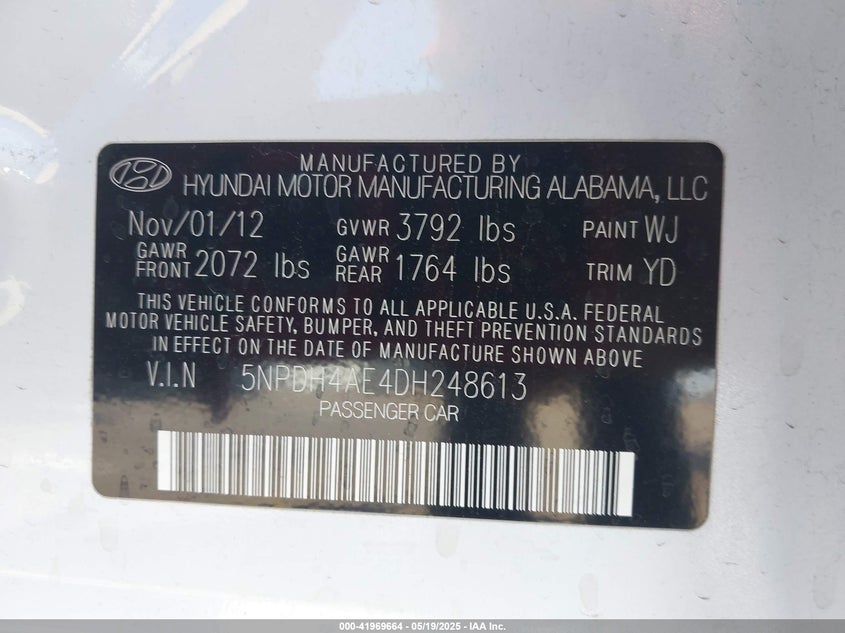 MANUFACTURED BY
HYUNDAI MOTOR MANUFACTURING ALABAMA, LLC
Nov/01/12 GVWR 3792 lbs PAINT WJ
GAWR FRONT 2072 lbs GAWR REAR 1764 lbs TRIM YD
THIS VEHICLE CONFORMS TO ALL APPLICABLE U.S.A. FEDERAL
MOTOR VEHICLE SAFETY, BUMPER, AND THEFT PREVENTION STANDARDS
IN EFFECT ON THE DATE OF MANUFACTURE SHOWN ABOVE
V.I.N 5NPDH4AE4DH248613
PASSENGER CAR
000-41969664 - 05/19/2025 - IAA Inc.